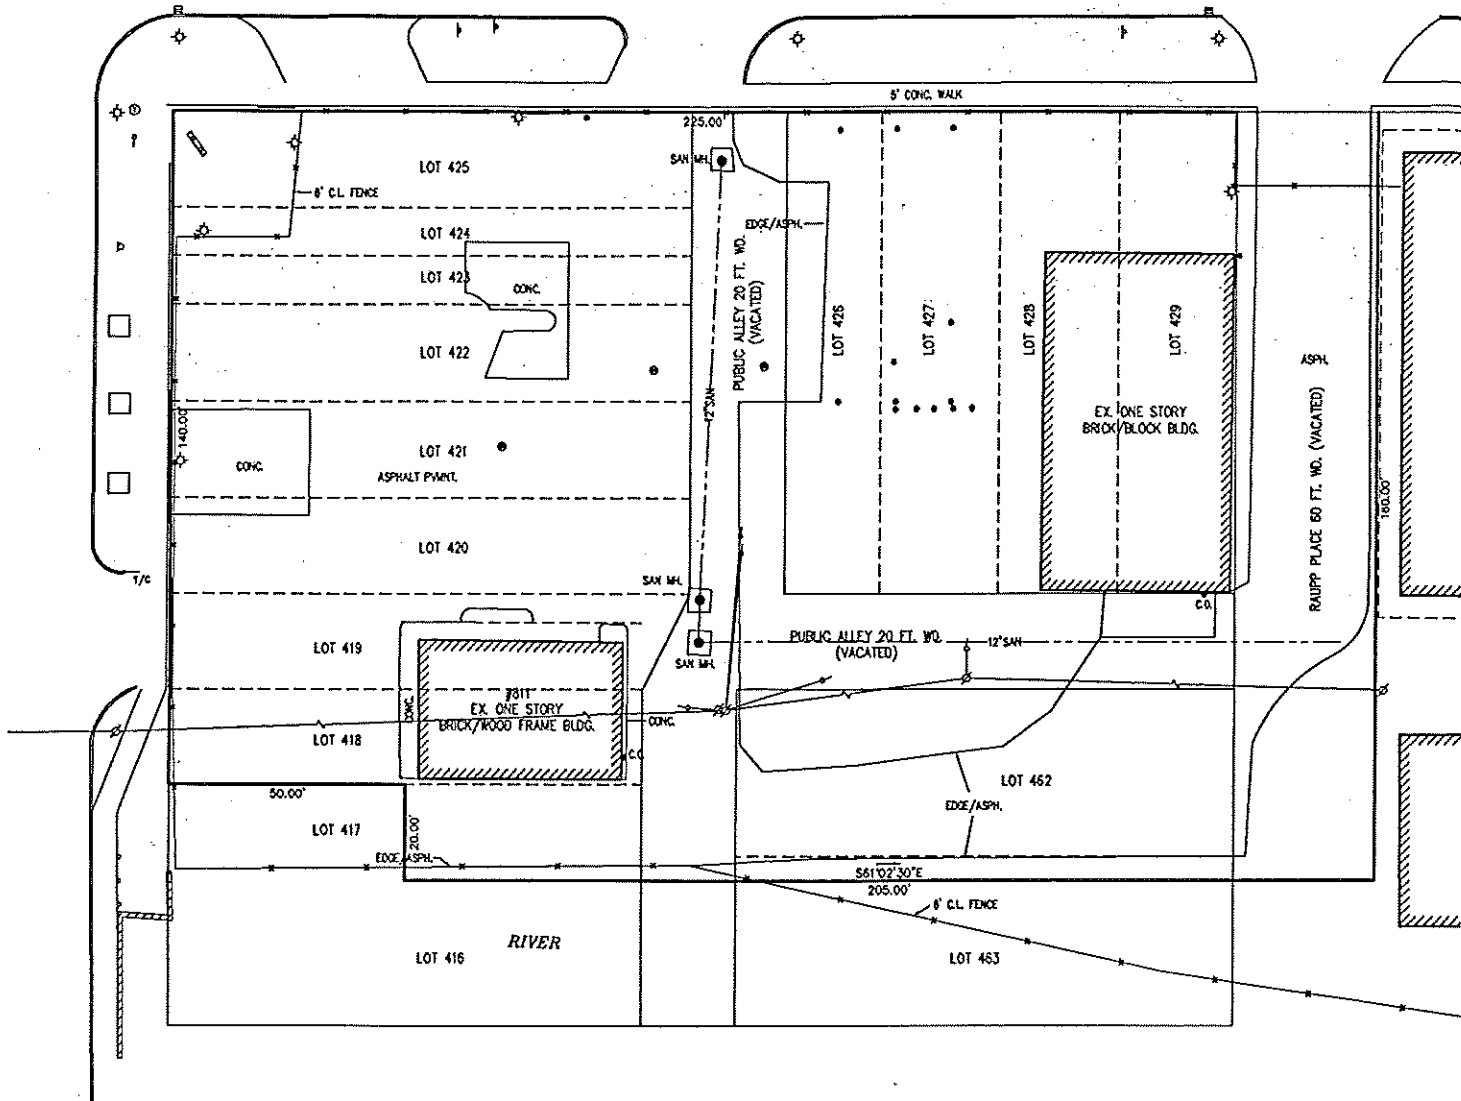 5' CONC. WALK
225.00'
LOT 425
SAN MH.
6' C.L. FENCE
LOT 424
EDGE/ASPH.
LOT 423
CONC.
PUBLIC ALLEY 20 FT. WD.
(VACATED)
LOT 426
LOT 427
LOT 428
LOT 429
LOT 422
ASPH.
12"SAN
140.00'
EX. ONE STORY
BRICK/BLOCK BLDG.
RAUPP PLACE 60 FT. WD. (VACATED)
LOT 421
CONC.
ASPHALT PVMNT.
160.00'
LOT 420
T/C
SAN MH.
C.O.
LOT 419
PUBLIC ALLEY 20 FT. WD.
(VACATED)
12"SAN
SAN MH.
7811
EX. ONE STORY
BRICK/WOOD FRAME BLDG.
CONC.
CONC.
LOT 418
C.O.
LOT 462
50.00'
EDGE/ASPH.
LOT 417
20.00'
EDGE/ASPH.
S61°02'30"E
205.00'
6' C.L. FENCE
RIVER
LOT 416
LOT 463